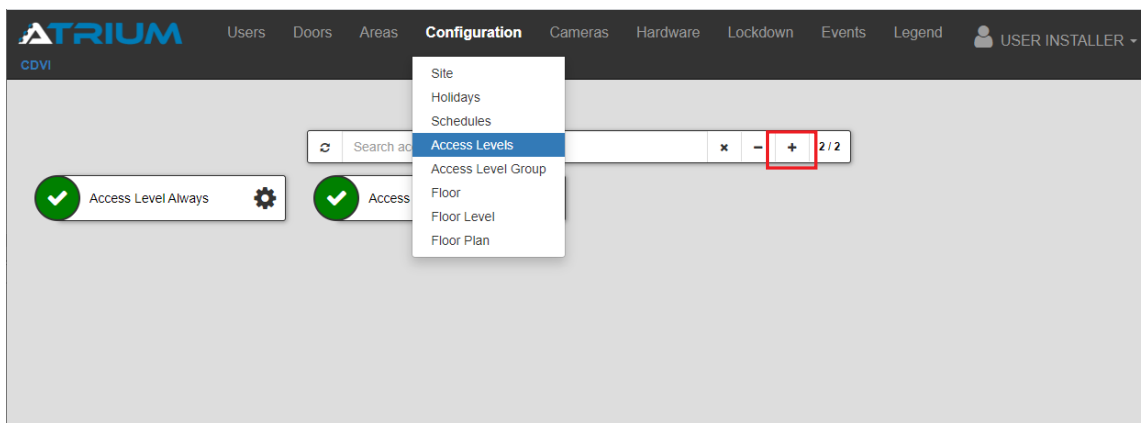 ATRIUM Users Doors Areas Configuration Cameras Hardware Lockdown Events Legend USER INSTALLER
CDVI
Site
Holidays
Schedules
Access Levels
Access Level Group
Floor
Floor Level
Floor Plan
Search ac × − + 2 / 2
Access Level Always
Access